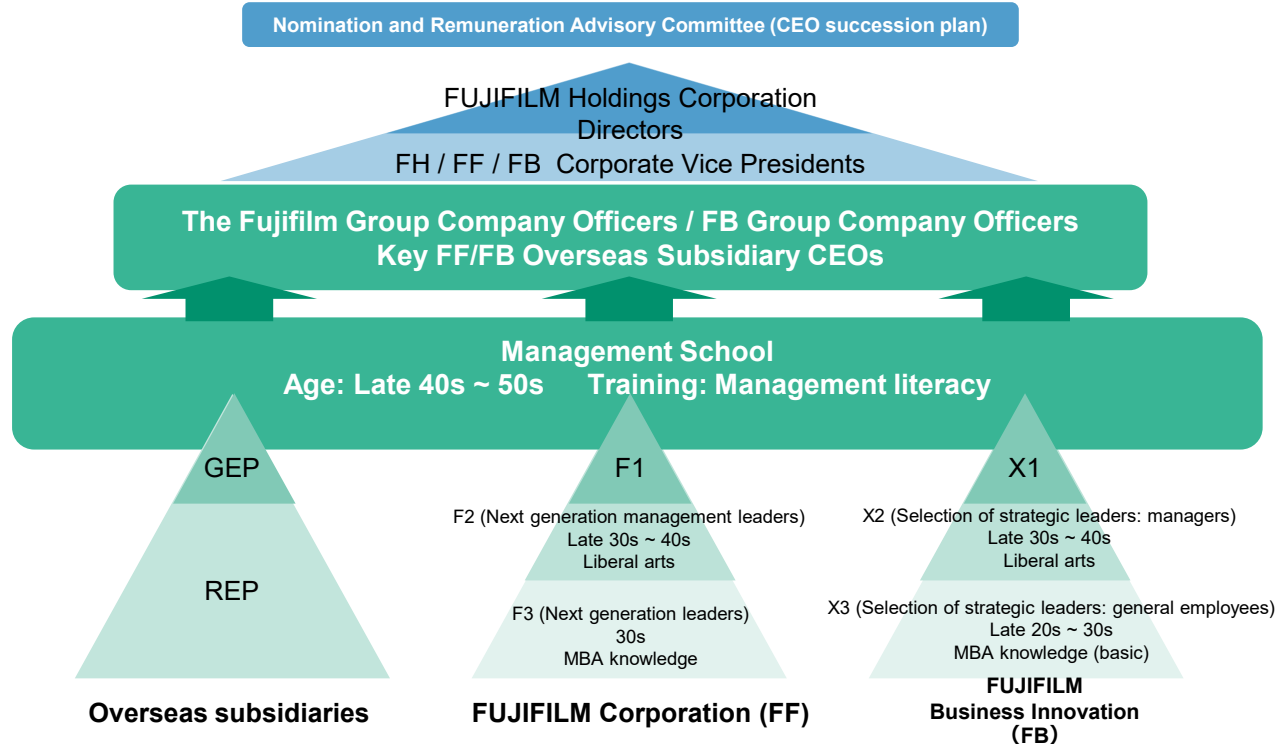 Nomination and Remuneration Advisory Committee (CEO succession plan)
FUJIFILM Holdings Corporation
Directors
FH / FF / FB  Corporate Vice Presidents
The Fujifilm Group Company Officers / FB Group Company Officers
Key FF/FB Overseas Subsidiary CEOs
Management School
Age: Late 40s ~ 50s    Training: Management literacy
GEP
REP
Overseas subsidiaries
F1
F2 (Next generation management leaders)
Late 30s ~ 40s
Liberal arts
F3 (Next generation leaders)
30s
MBA knowledge
FUJIFILM Corporation (FF)
X1
X2 (Selection of strategic leaders: managers)
Late 30s ~ 40s
Liberal arts
X3 (Selection of strategic leaders: general employees)
Late 20s ~ 30s
MBA knowledge (basic)
FUJIFILM
Business Innovation
（FB）